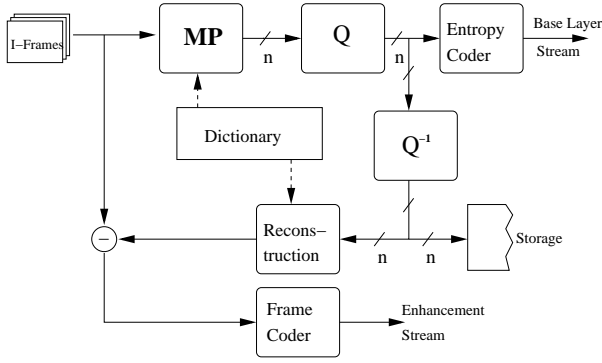 I–Frames
MP
n
Q
n
Entropy
Coder
Base Layer
Stream
Dictionary
Q–1
Recons–
truction
n
n
Storage
Frame
Coder
Enhancement
Stream